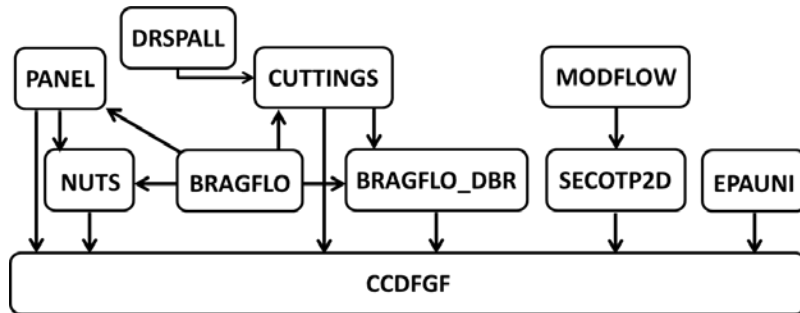 DRSPALL
PANEL
CUTTINGS
MODFLOW
NUTS
BRAGFLO
BRAGFLO_DBR
SECOTP2D
EPAUNI
CCDFGF